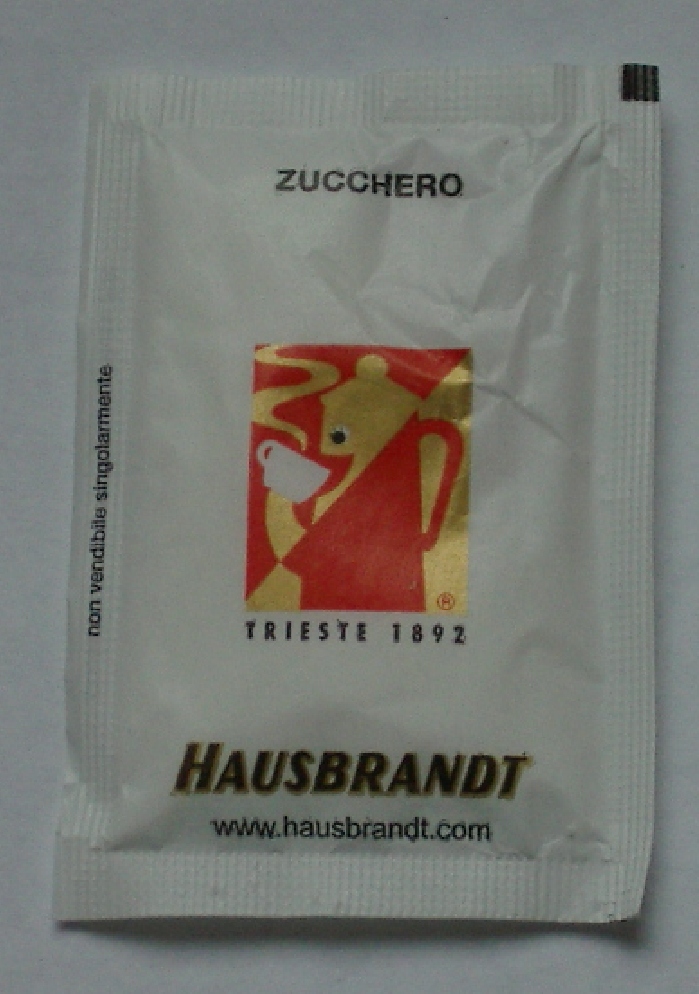 ZUCCHERO
non vendibile singolarmente
®
TRIESTE 1892
HAUSBRANDT
www.hausbrandt.com